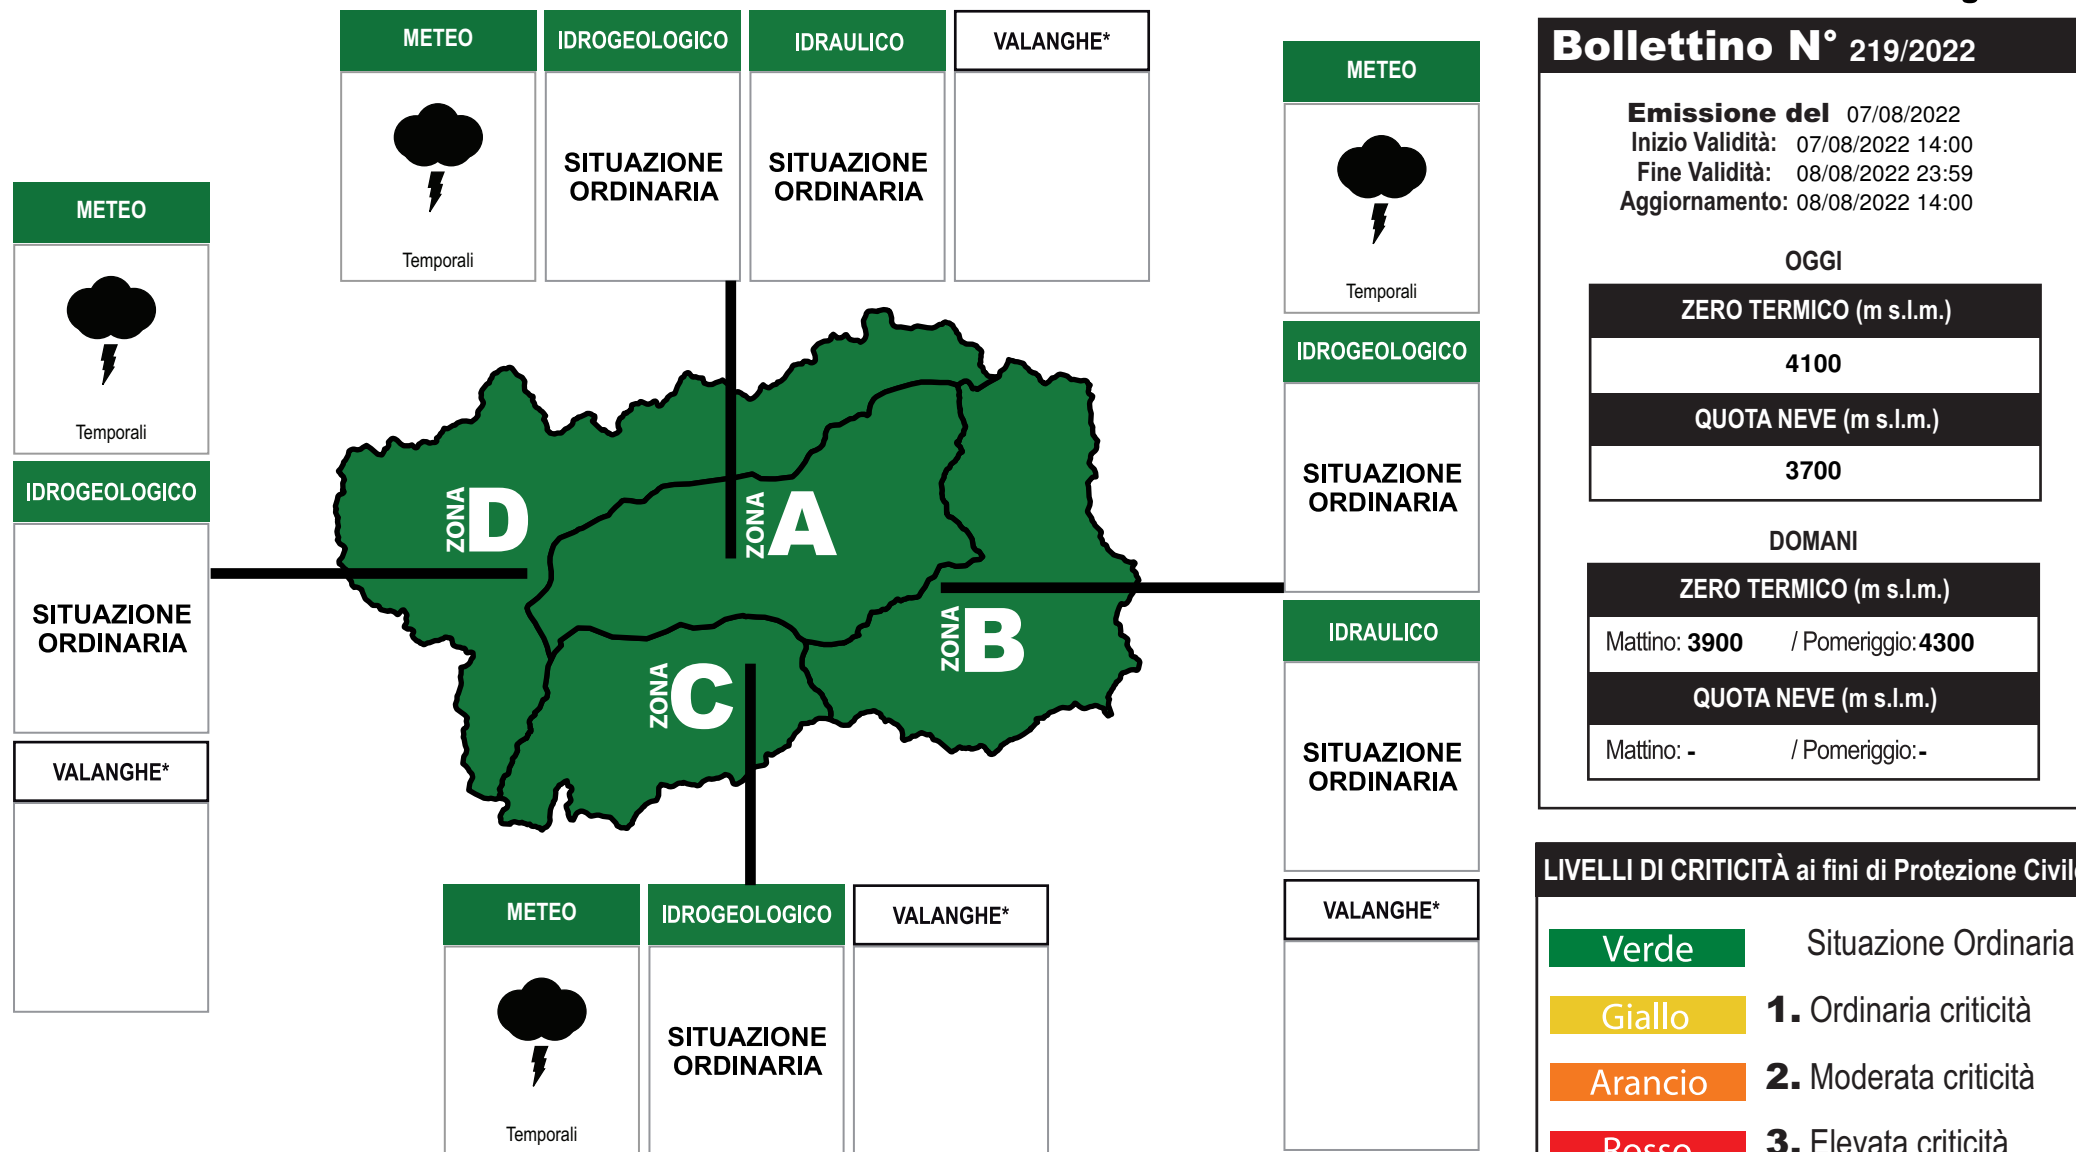 METEO IDROGEOLOGICO IDRAULICO VALANGHE*
Temporali
SITUAZIONE
ORDINARIA
SITUAZIONE
ORDINARIA
METEO
Temporali
IDROGEOLOGICO
SITUAZIONE
ORDINARIA
VALANGHE*
ZONA D
ZONA A
ZONA B
ZONA C
METEO
Temporali
IDROGEOLOGICO
SITUAZIONE
ORDINARIA
IDRAULICO
SITUAZIONE
ORDINARIA
VALANGHE*
METEO IDROGEOLOGICO VALANGHE*
Temporali
SITUAZIONE
ORDINARIA
Bollettino N° 219/2022
Emissione del 07/08/2022
Inizio Validità: 07/08/2022 14:00
Fine Validità: 08/08/2022 23:59
Aggiornamento: 08/08/2022 14:00
OGGI
ZERO TERMICO (m s.l.m.)
4100
QUOTA NEVE (m s.l.m.)
3700
DOMANI
ZERO TERMICO (m s.l.m.)
Mattino: 3900 / Pomeriggio: 4300
QUOTA NEVE (m s.l.m.)
Mattino: - / Pomeriggio: -
LIVELLI DI CRITICITÀ ai fini di Protezione Civile
Verde Situazione Ordinaria
Giallo 1. Ordinaria criticità
Arancio 2. Moderata criticità
Rosso 3. Elevata criticità